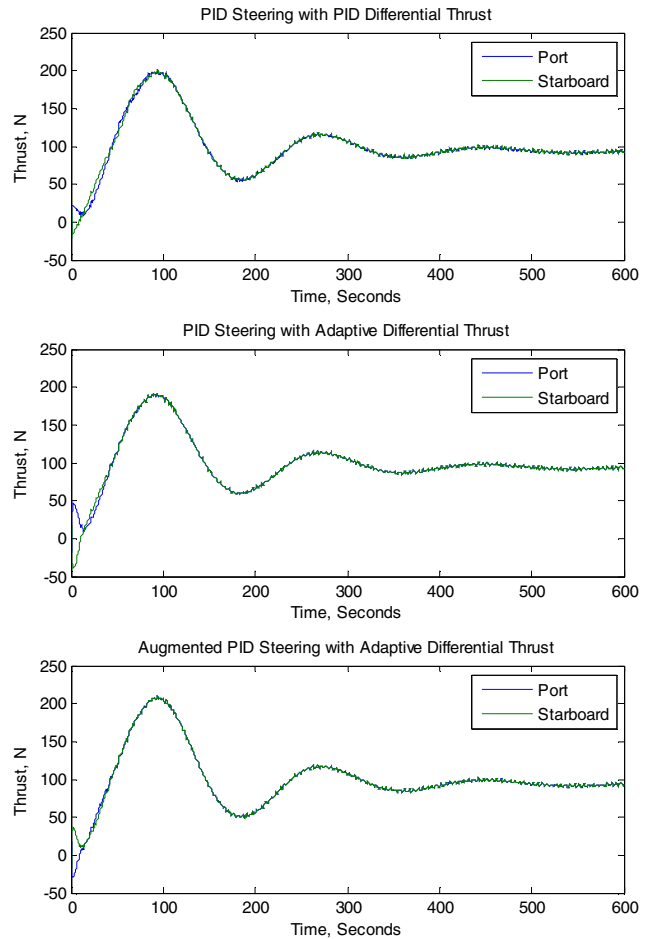 PID Steering with PID Differential Thrust
250
200
150
100
50
0
-50
Thrust, N
Port
Starboard
0 100 200 300 400 500 600
Time, Seconds
PID Steering with Adaptive Differential Thrust
250
200
150
100
50
0
-50
Thrust, N
Port
Starboard
0 100 200 300 400 500 600
Time, Seconds
Augmented PID Steering with Adaptive Differential Thrust
250
200
150
100
50
0
-50
Thrust, N
Port
Starboard
0 100 200 300 400 500 600
Time, Seconds